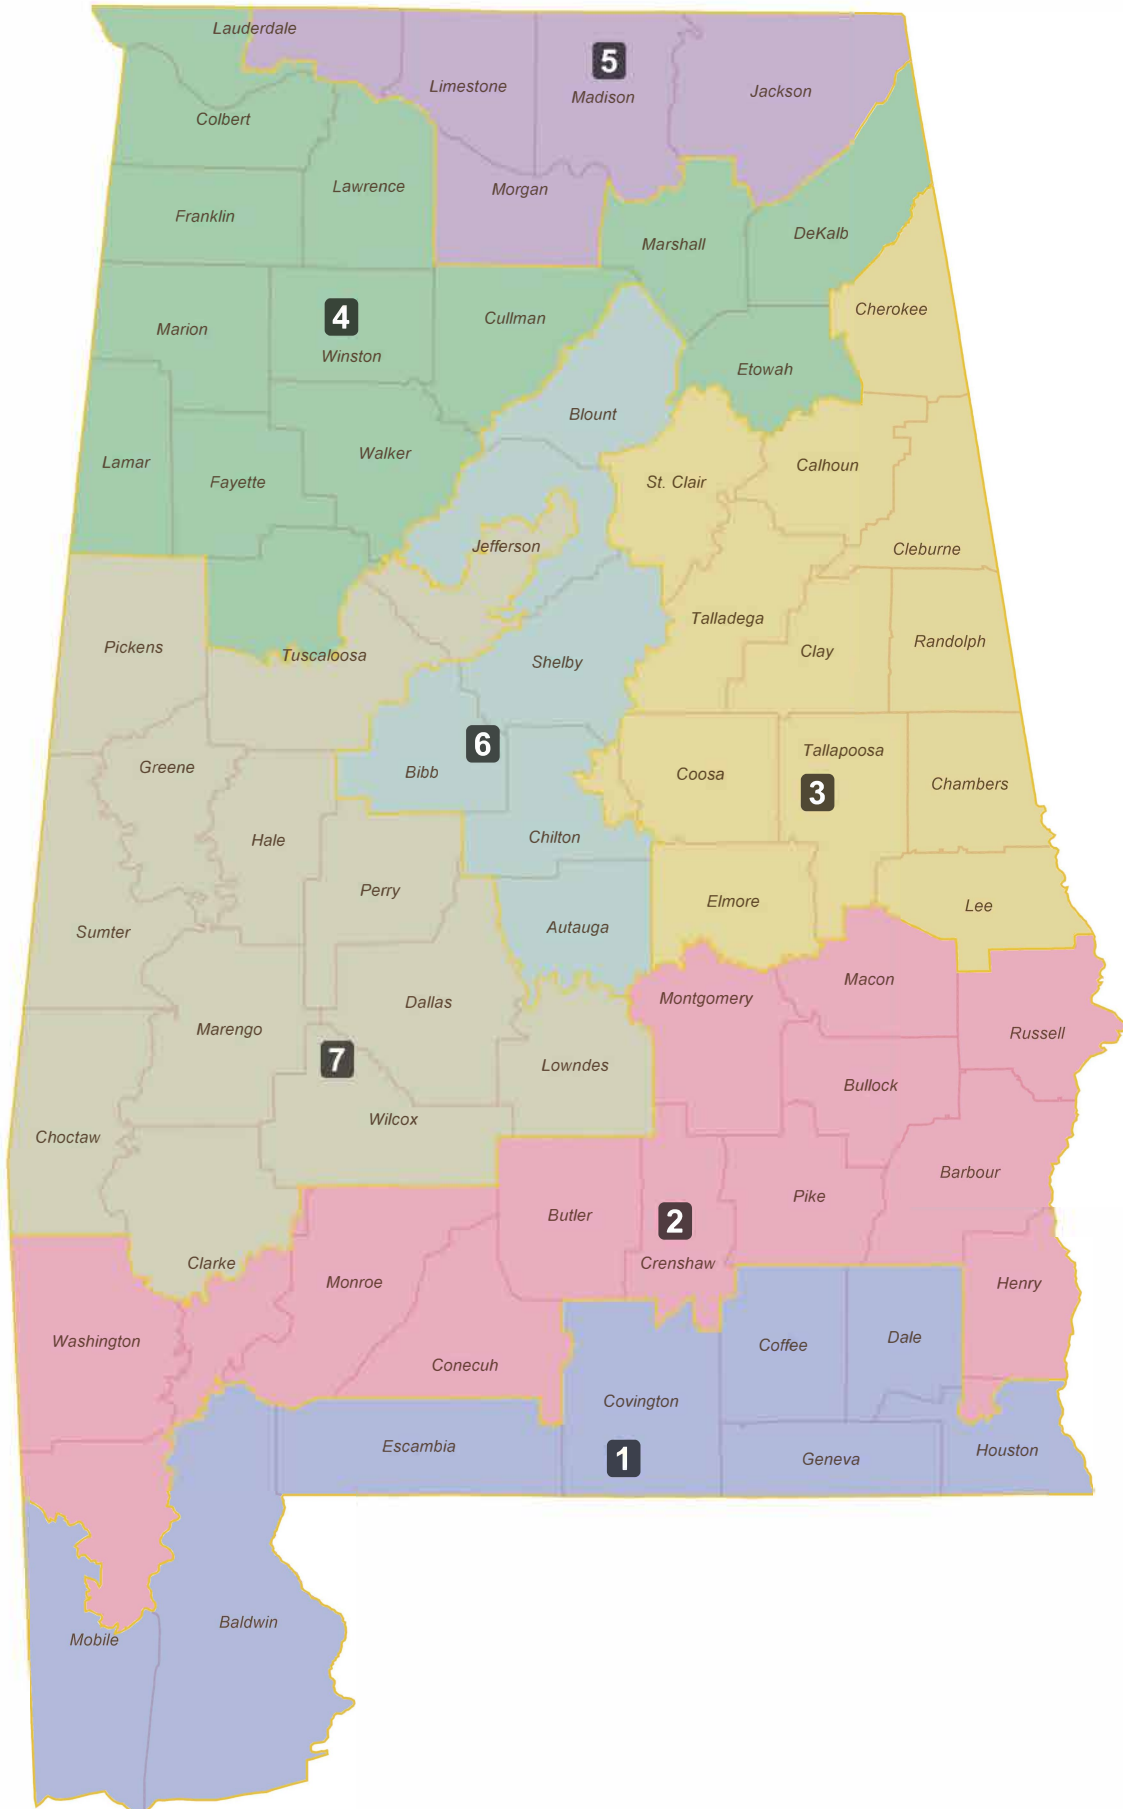 Lauderdale
5
Limestone
Madison
Jackson
Colbert
Lawrence
Morgan
Franklin
Marshall
DeKalb
4
Cherokee
Marion
Cullman
Winston
Etowah
Blount
Lamar
Walker
Calhoun
Fayette
St. Clair
Jefferson
Cleburne
Talladega
Pickens
Tuscaloosa
Shelby
Clay
Randolph
6
Greene
Bibb
Coosa
Tallapoosa
3
Chambers
Hale
Chilton
Perry
Elmore
Lee
Sumter
Autauga
Dallas
Montgomery
Macon
Marengo
Russell
7
Lowndes
Bullock
Choctaw
Wilcox
Barbour
Pike
Butler
2
Clarke
Crenshaw
Monroe
Henry
Washington
Coffee
Dale
Conecuh
Covington
Escambia
1
Geneva
Houston
Baldwin
Mobile